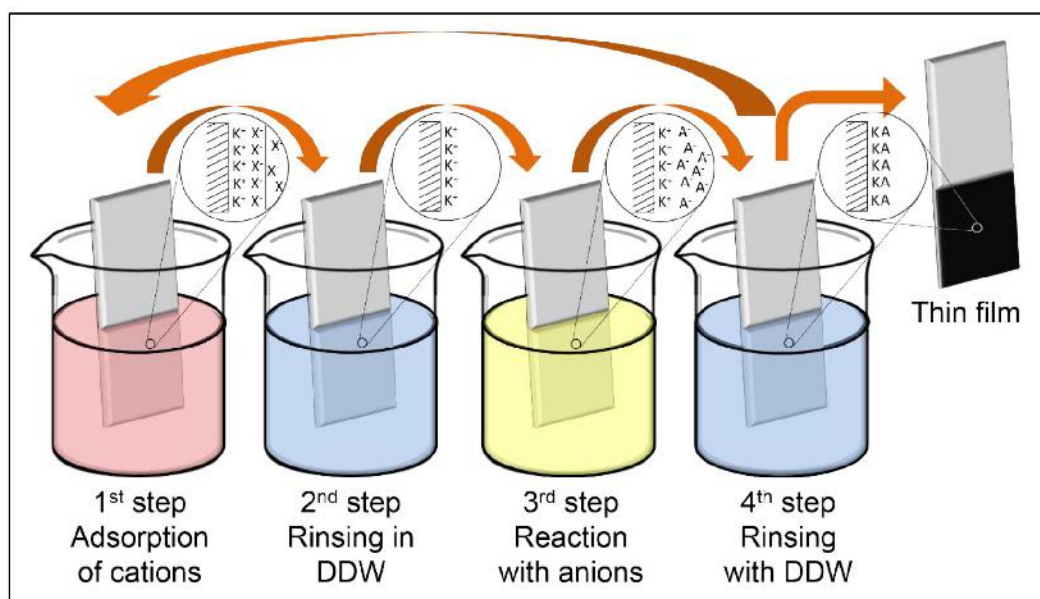 K⁺ X⁻
K⁺ X⁻ X⁻
K⁺ X⁻
K⁺ X⁻ X
K⁺ X⁻ X
K⁺
K⁺
K⁺
K⁺
K⁺
K⁺ A⁻
K⁺ A⁻
K⁺ A⁻ A⁻
K⁺ A⁻ A⁻
K⁺ A⁻ A⁻
KA
KA
KA
KA
KA
Thin film
1st step
Adsorption
of cations
2nd step
Rinsing in
DDW
3rd step
Reaction
with anions
4th step
Rinsing
with DDW